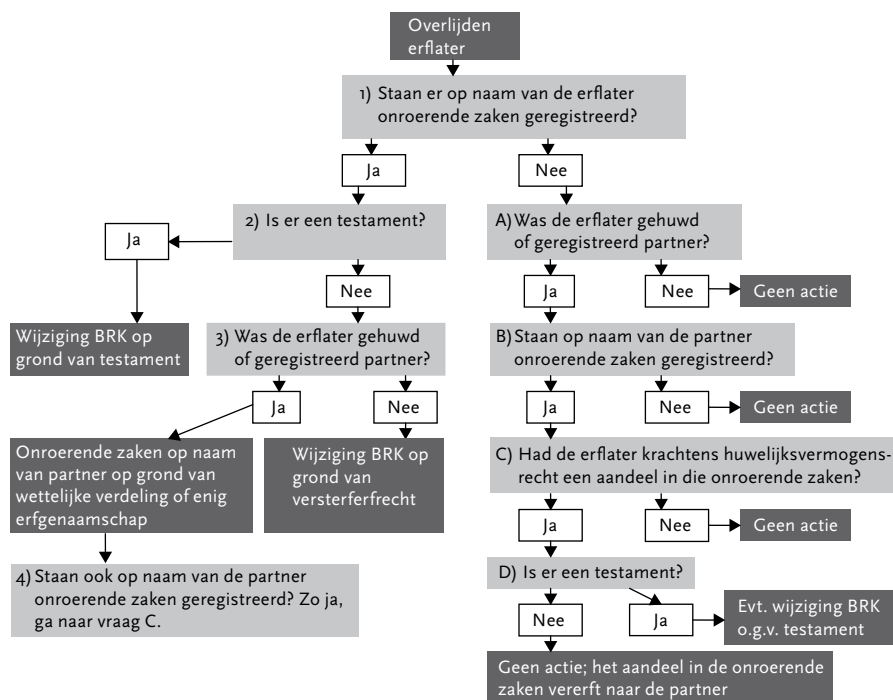 Overlijden
erflater
1) Staan er op naam van de erflater
onroerende zaken geregistreerd?
Ja
Nee
2) Is er een testament?
Ja
Nee
Wijziging BRK op
grond van testament
3) Was de erflater gehuwd
of geregistreerd partner?
Ja
Nee
Onroerende zaken op naam
van partner op grond van
wettelijke verdeling of enig
erfgenaamschap
Wijziging BRK op
grond van
versterferfrecht
4) Staan ook op naam van de partner
onroerende zaken geregistreerd? Zo ja,
ga naar vraag C.
A) Was de erflater gehuwd
of geregistreerd partner?
Ja
Nee
Geen actie
B) Staan op naam van de partner
onroerende zaken geregistreerd?
Ja
Nee
Geen actie
C) Had de erflater krachtens huwelijksvermogens-
recht een aandeel in die onroerende zaken?
Ja
Nee
Geen actie
D) Is er een testament?
Nee
Ja
Evt. wijziging BRK
o.g.v. testament
Geen actie; het aandeel in de onroerende
zaken vererft naar de partner